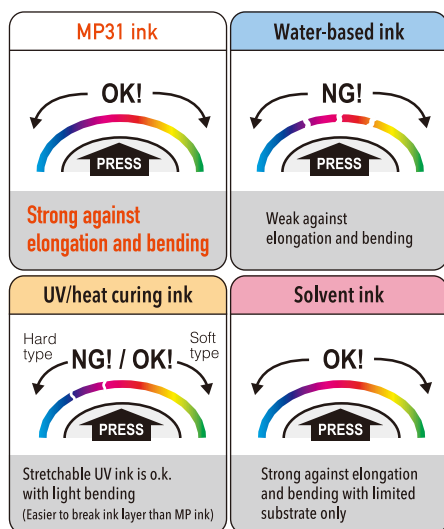 MP31 ink
OK!
PRESS
Strong against
elongation and bending
Water-based ink
NG!
PRESS
Weak against
elongation and bending
UV/heat curing ink
Hard
type
NG! / OK!
Soft
type
PRESS
Stretchable UV ink is o.k.
with light bending
(Easier to break ink layer than MP ink)
Solvent ink
OK!
PRESS
Strong against elongation
and bending with limited
substrate only